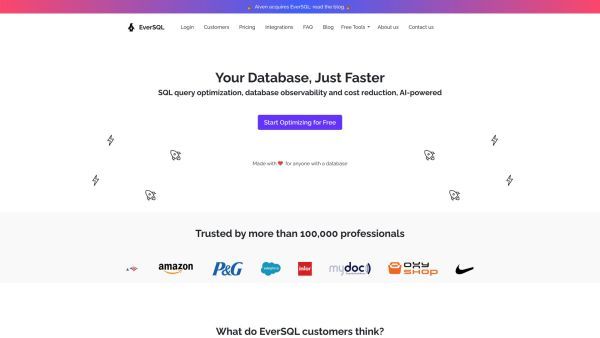 🔥 Aiven acquires EverSQL, read the blog 🔥
EverSQL Login Customers Pricing Integrations FAQ Blog Free Tools About us Contact us
Your Database, Just Faster
SQL query optimization, database observability and cost reduction, AI-powered
Start Optimizing for Free
Made with ❤ for anyone with a database
Trusted by more than 100,000 professionals
amazon P&G salesforce infor mydoc OXY SHOP
What do EverSQL customers think?